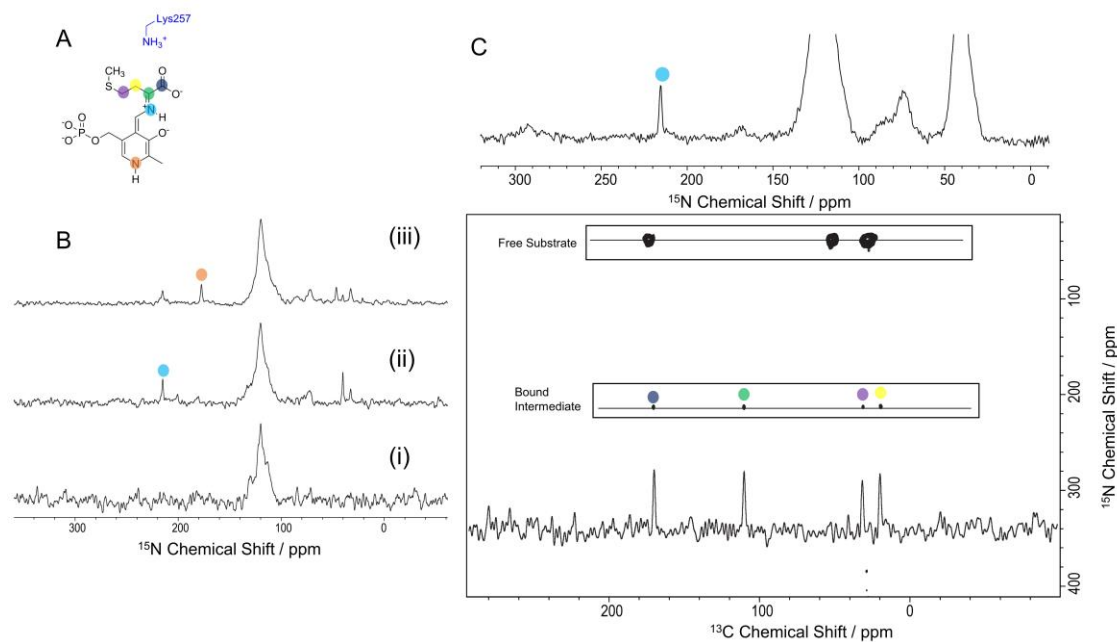 A
Lys257
NH₃⁺
CH₃
S
O
O⁻
⁺N
H
O⁻
O
⁻O
P
O⁻
O
N
H
B
(iii)
(ii)
(i)
300
200
100
0
¹⁵N Chemical Shift / ppm
C
300
250
200
150
100
50
0
¹⁵N Chemical Shift / ppm
Free Substrate
Bound
Intermediate
100
200
300
400
¹⁵N Chemical Shift / ppm
200
100
0
¹³C Chemical Shift / ppm